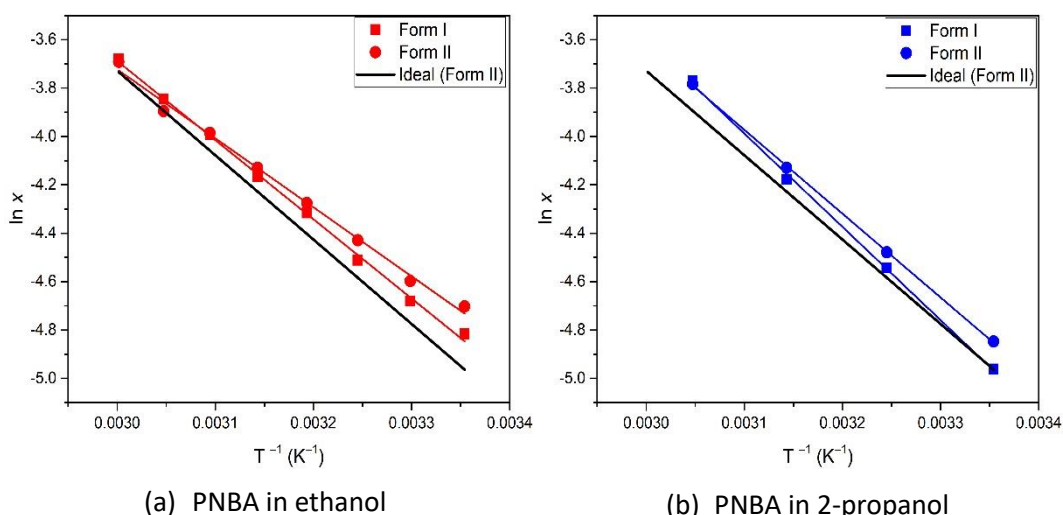 -3.6
-3.8
-4.0
-4.2
-4.4
-4.6
-4.8
-5.0
ln x
0.0030
0.0031
0.0032
0.0033
0.0034
T ⁻¹ (K⁻¹)
Form I
Form II
Ideal (Form II)
(a) PNBA in ethanol
-3.6
-3.8
-4.0
-4.2
-4.4
-4.6
-4.8
-5.0
ln x
0.0030
0.0031
0.0032
0.0033
0.0034
T ⁻¹ (K⁻¹)
Form I
Form II
Ideal (Form II)
(b) PNBA in 2-propanol